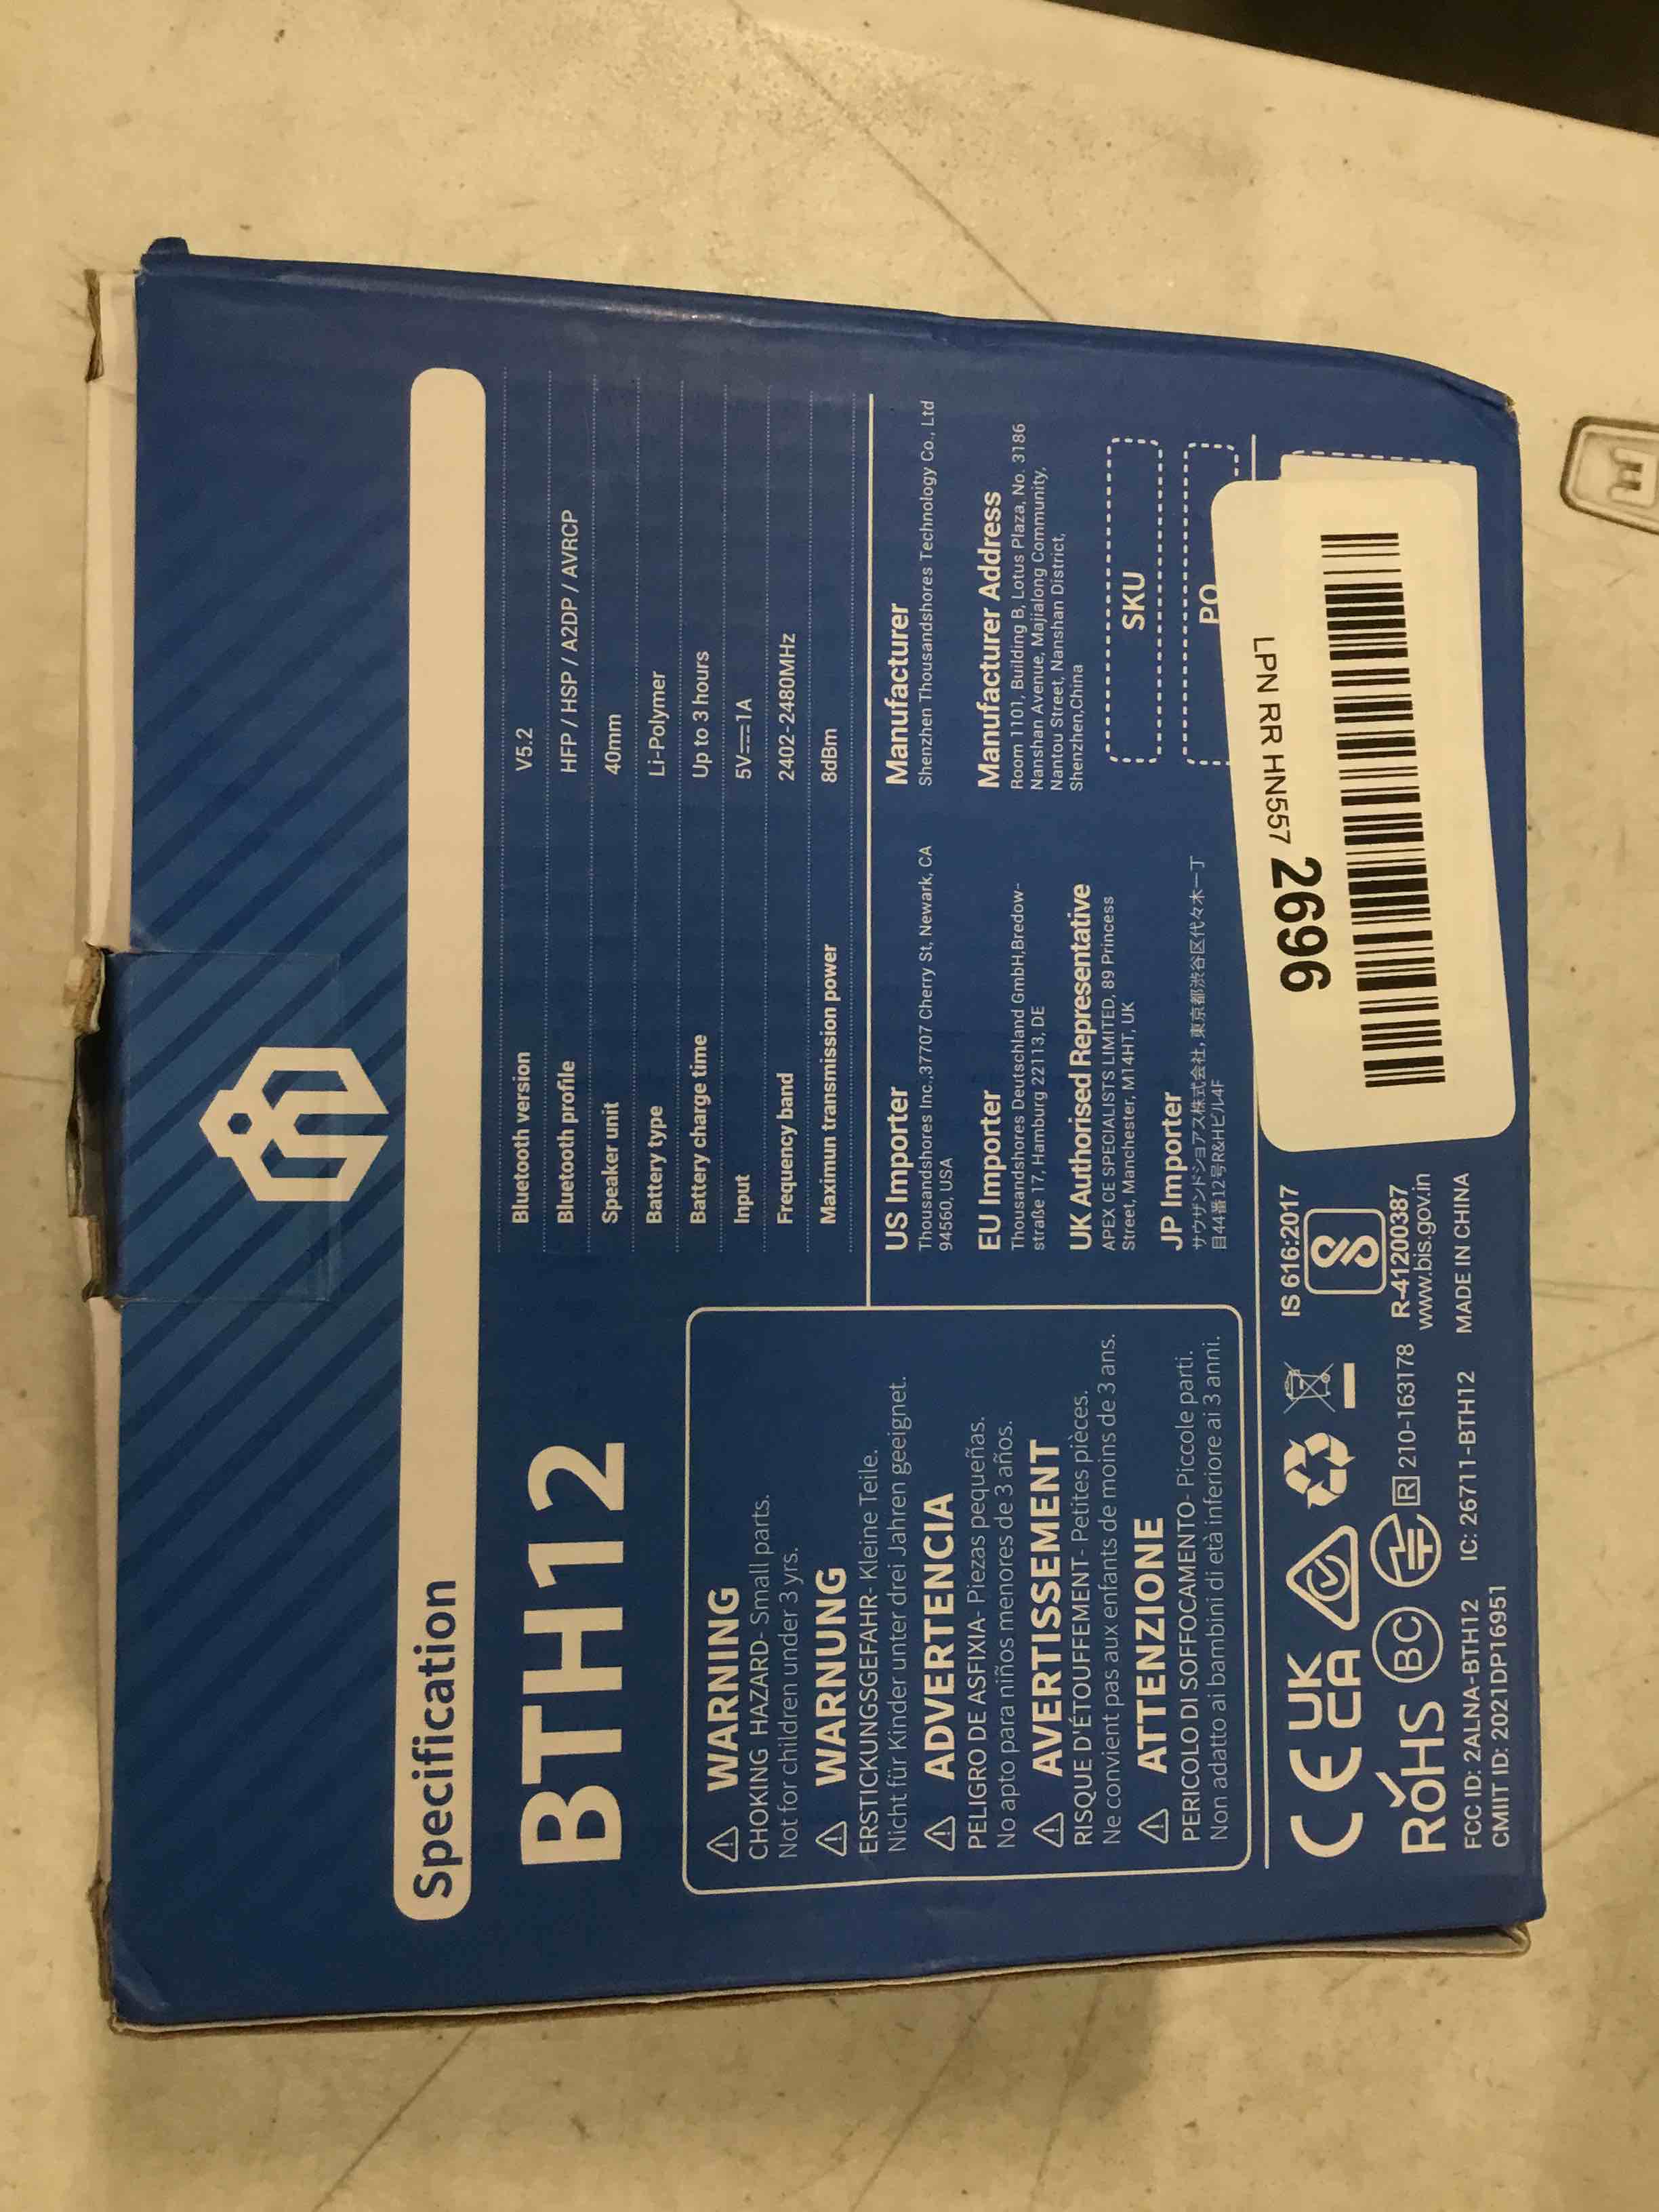 Specification
BTH12
Bluetooth version V5.2
Bluetooth profile HFP / HSP / A2DP / AVRCP
Speaker unit 40mm
Battery type Li-Polymer
Battery charge time Up to 3 hours
Input 5V⎓1A
Frequency band 2402-2480MHz
Maximun transmission power 8dBm
⚠ WARNING
CHOKING HAZARD- Small parts.
Not for children under 3 yrs.
⚠ WARNUNG
ERSTICKUNGSGEFAHR- Kleine Teile.
Nicht für Kinder unter drei Jahren geeignet.
⚠ ADVERTENCIA
PELIGRO DE ASFIXIA- Piezas pequeñas.
No apto para niños menores de 3 años.
⚠ AVERTISSEMENT
RISQUE D'ÉTOUFFEMENT- Petites pièces.
Ne convient pas aux enfants de moins de 3 ans.
⚠ ATTENZIONE
PERICOLO DI SOFFOCAMENTO- Piccole parti.
Non adatto ai bambini di età inferiore ai 3 anni.
US Importer
Thousandshores Inc.37707 Cherry St, Newark, CA
94560, USA
EU Importer
Thousandshores Deutschland GmbH,Bredow-
straße 17, Hamburg 22113, DE
UK Authorised Representative
APEX CE SPECIALISTS LIMITED, 89 Princess
Street, Manchester, M14HT, UK
JP Importer
サウザンドショアス株式会社, 東京都渋谷区代々木一丁
目44番12号R&Hビル4F
Manufacturer
Shenzhen Thousandshores Technology Co., Ltd
Manufacturer Address
Room 1101, Building B, Lotus Plaza, No. 3186
Nanshan Avenue, Majialong Community,
Nantou Street, Nanshan District,
Shenzhen,China
SKU
PO
CE UK CA
IS 616:2017
RoHS BC R 210-163178 R-41200387
www.bis.gov.in
FCC ID: 2ALNA-BTH12 IC: 26711-BTH12 MADE IN CHINA
CMIIT ID: 2021DP16951
LPN RR HN557 2696
E